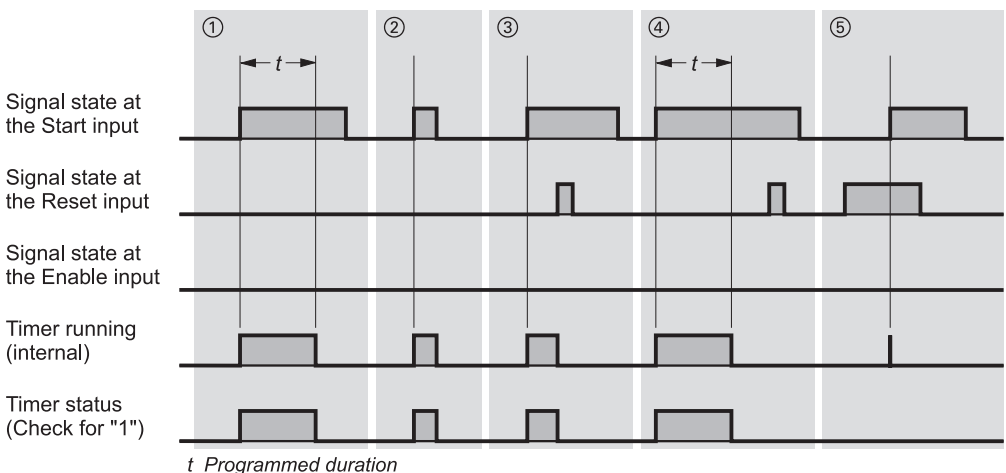 ① ② ③ ④ ⑤
t t
Signal state at
the Start input
Signal state at
the Reset input
Signal state at
the Enable input
Timer running
(internal)
Timer status
(Check for "1")
t Programmed duration